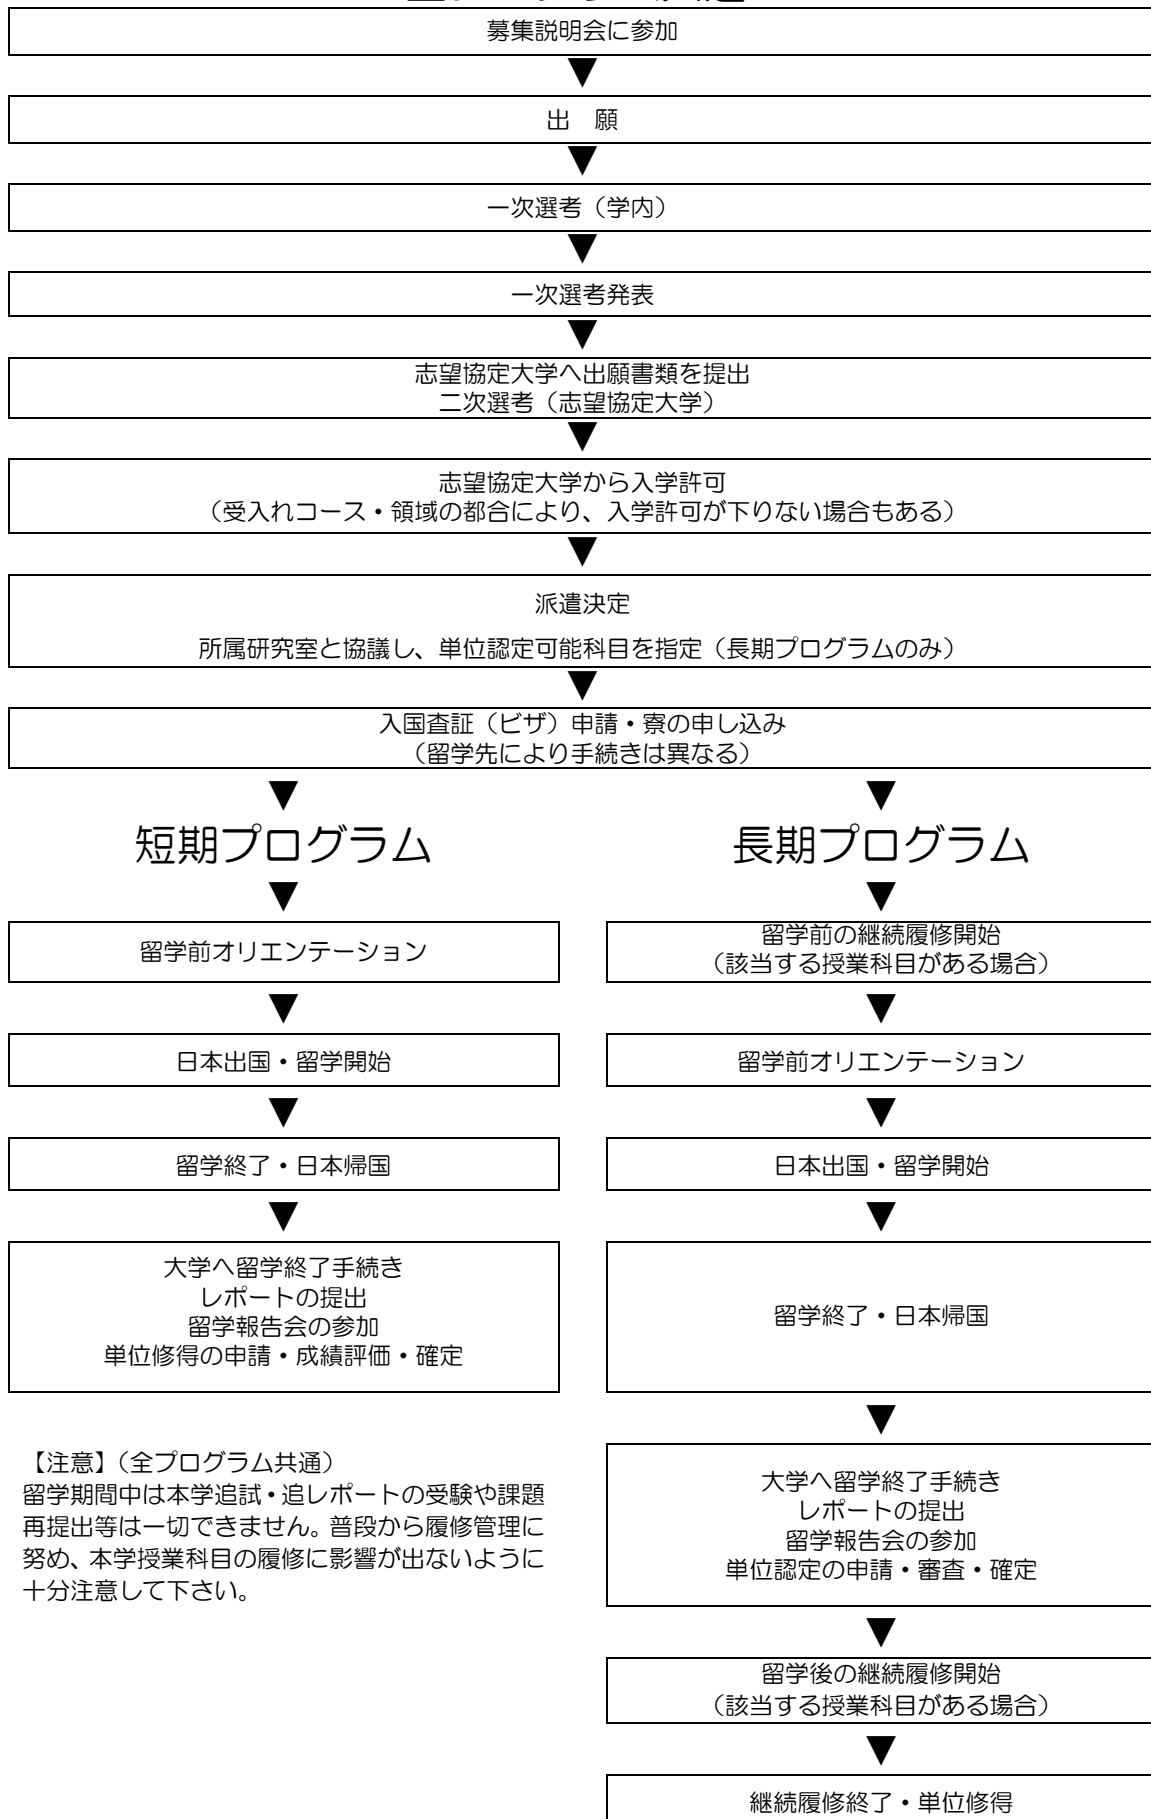 募集説明会に参加
▼
出　願
▼
一次選考（学内）
▼
一次選考発表
▼
志望協定大学へ出願書類を提出
二次選考（志望協定大学）
▼
志望協定大学から入学許可
（受入れコース・領域の都合により、入学許可が下りない場合もある）
▼
派遣決定
所属研究室と協議し、単位認定可能科目を指定（長期プログラムのみ）
▼
入国査証（ビザ）申請・寮の申し込み
（留学先により手続きは異なる）
▼
短期プログラム
▼
留学前オリエンテーション
▼
日本出国・留学開始
▼
留学終了・日本帰国
▼
大学へ留学終了手続き
レポートの提出
留学報告会の参加
単位修得の申請・成績評価・確定
【注意】（全プログラム共通）
留学期間中は本学追試・追レポートの受験や課題
再提出等は一切できません。普段から履修管理に
努め、本学授業科目の履修に影響が出ないように
十分注意して下さい。
▼
長期プログラム
▼
留学前の継続履修開始
（該当する授業科目がある場合）
▼
留学前オリエンテーション
▼
日本出国・留学開始
▼
留学終了・日本帰国
▼
大学へ留学終了手続き
レポートの提出
留学報告会の参加
単位認定の申請・審査・確定
▼
留学後の継続履修開始
（該当する授業科目がある場合）
▼
継続履修終了・単位修得